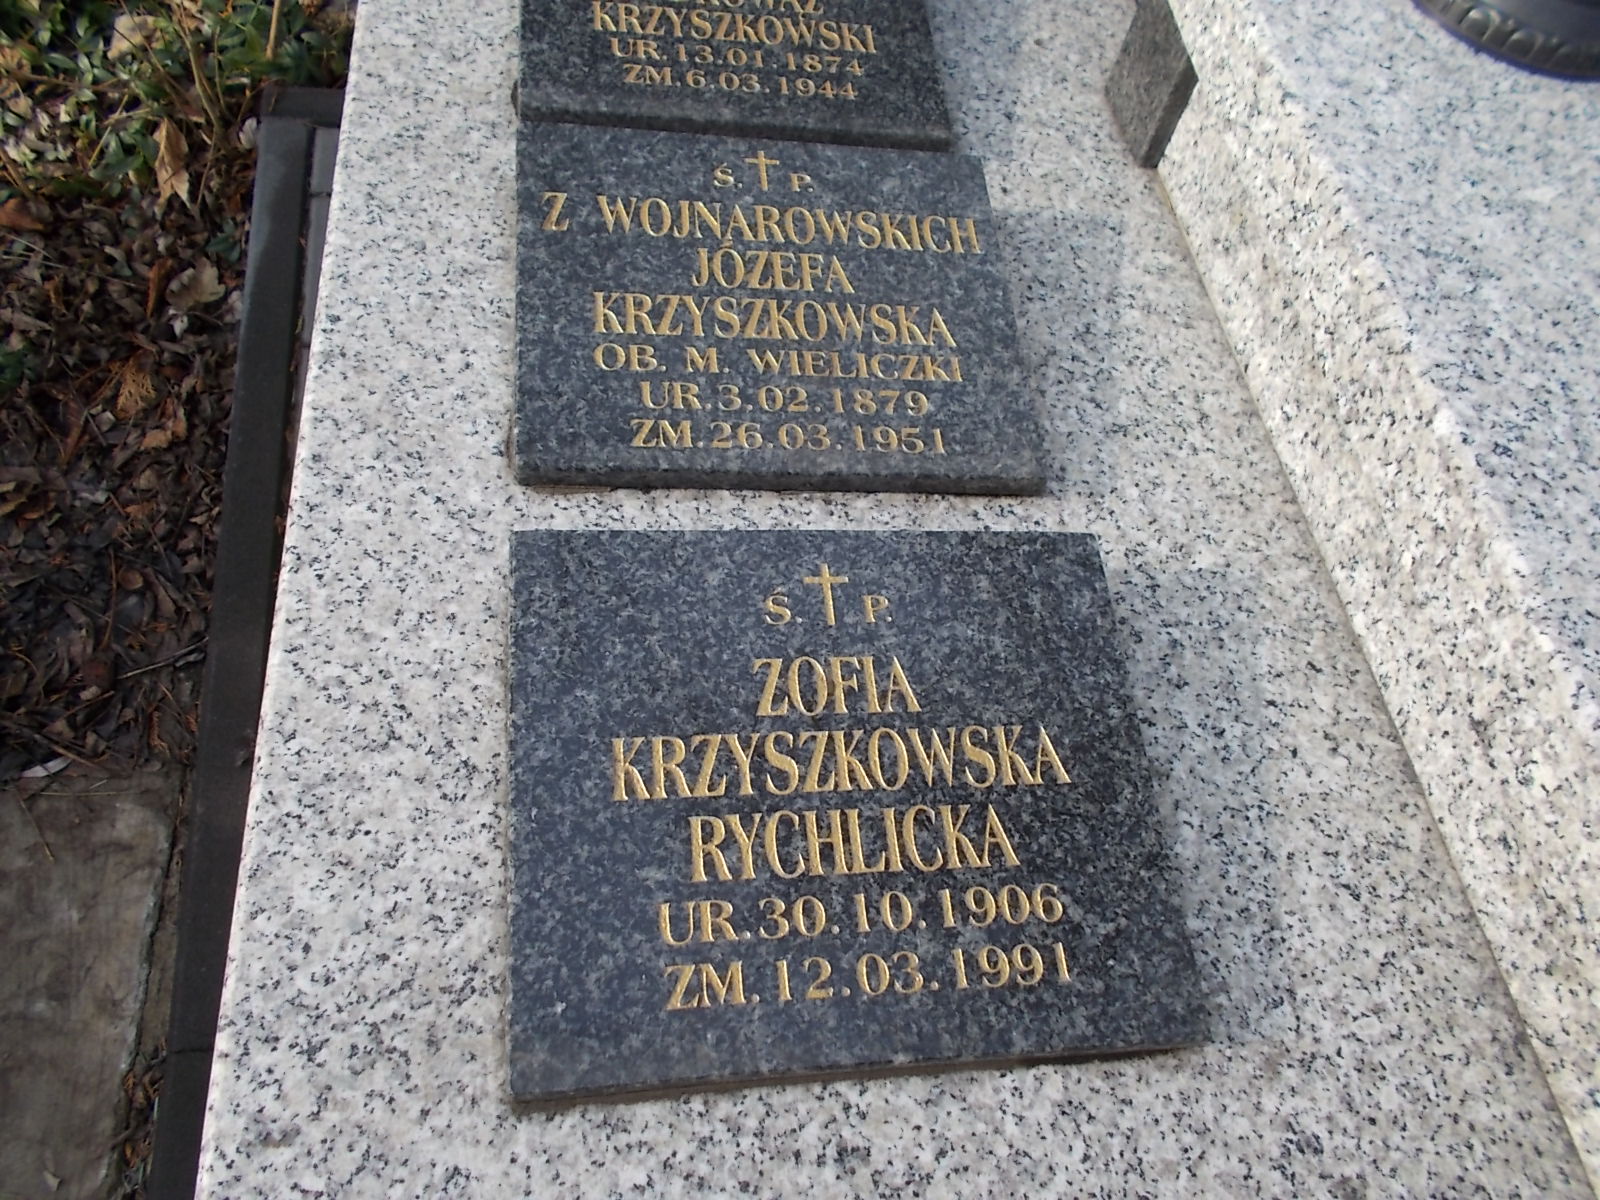 KRZYSZKOWSKI
UR. 13.01.1874
ZM. 6.03.1944
Ś. P.
Z WOJNAROWSKICH
JÓZEFA
KRZYSZKOWSKA
OB. M. WIELICZKI
UR. 3.02.1879
ZM. 26.03.1951
Ś. P.
ZOFIA
KRZYSZKOWSKA
RYCHLICKA
UR. 30.10.1906
ZM. 12.03.1991